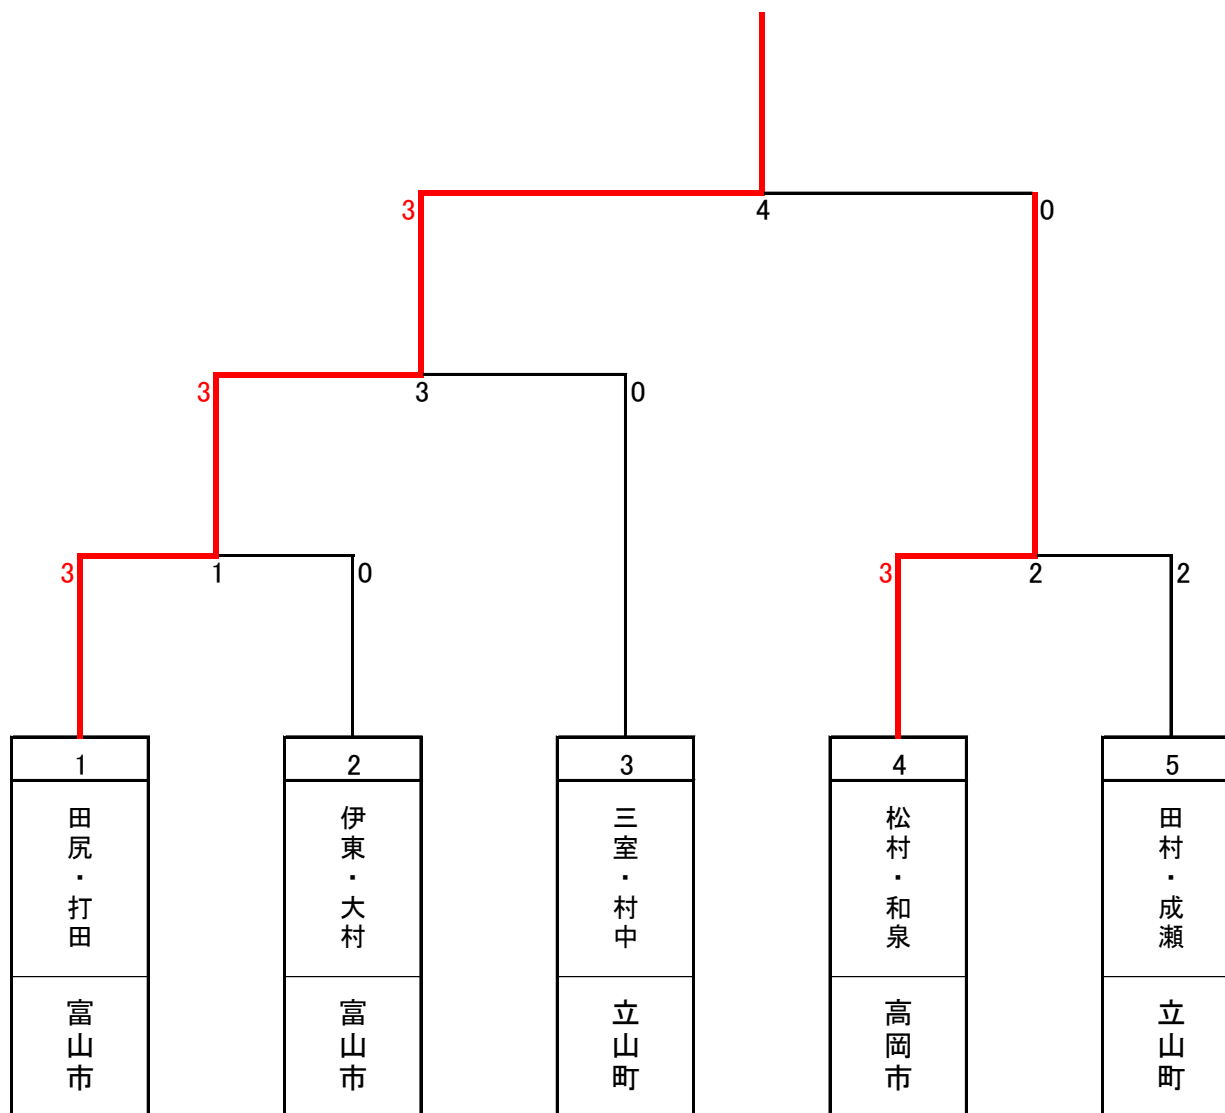 3 4 0
3 3 0
3 1 0 3 2 2
1 2 3 4 5
田尻・打田
伊東・大村
三室・村中
松村・和泉
田村・成瀬
富山市
富山市
立山町
高岡市
立山町